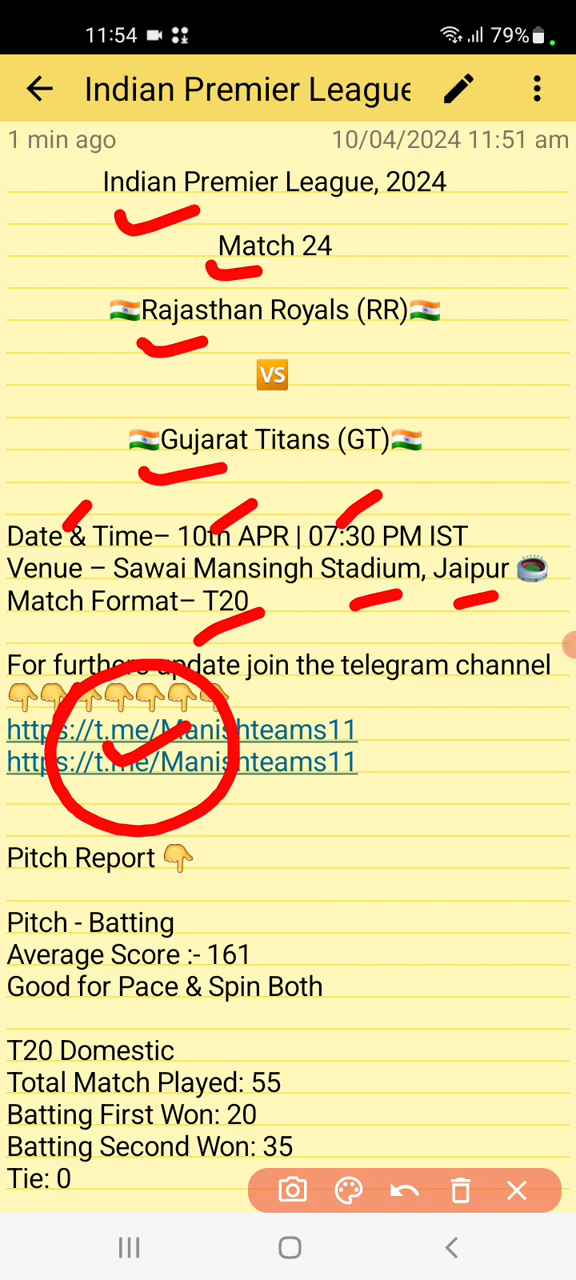 11:54
79%
Indian Premier League
1 min ago
10/04/2024 11:51 am
Indian Premier League, 2024
Match 24
🇮🇳Rajasthan Royals (RR)🇮🇳
🆚
🇮🇳Gujarat Titans (GT)🇮🇳
Date & Time– 10th APR | 07:30 PM IST
Venue – Sawai Mansingh Stadium, Jaipur 🏟️
Match Format– T20
For furthere update join the telegram channel
👇👇👇👇👇👇👇
https://t.me/Manishteams11
https://t.me/Manishteams11
Pitch Report 👇
Pitch - Batting
Average Score :- 161
Good for Pace & Spin Both
T20 Domestic
Total Match Played: 55
Batting First Won: 20
Batting Second Won: 35
Tie: 0